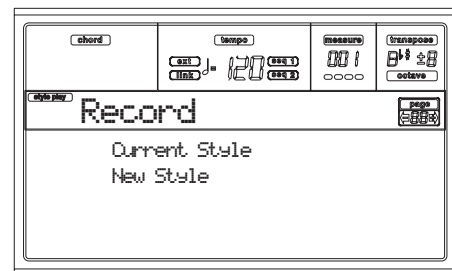 chord tempo measure transpose
ext ♩= 120 seq 1 001 B♭♯ ±8
link seq 2 octave
style play page
Record
Current Style
New Style